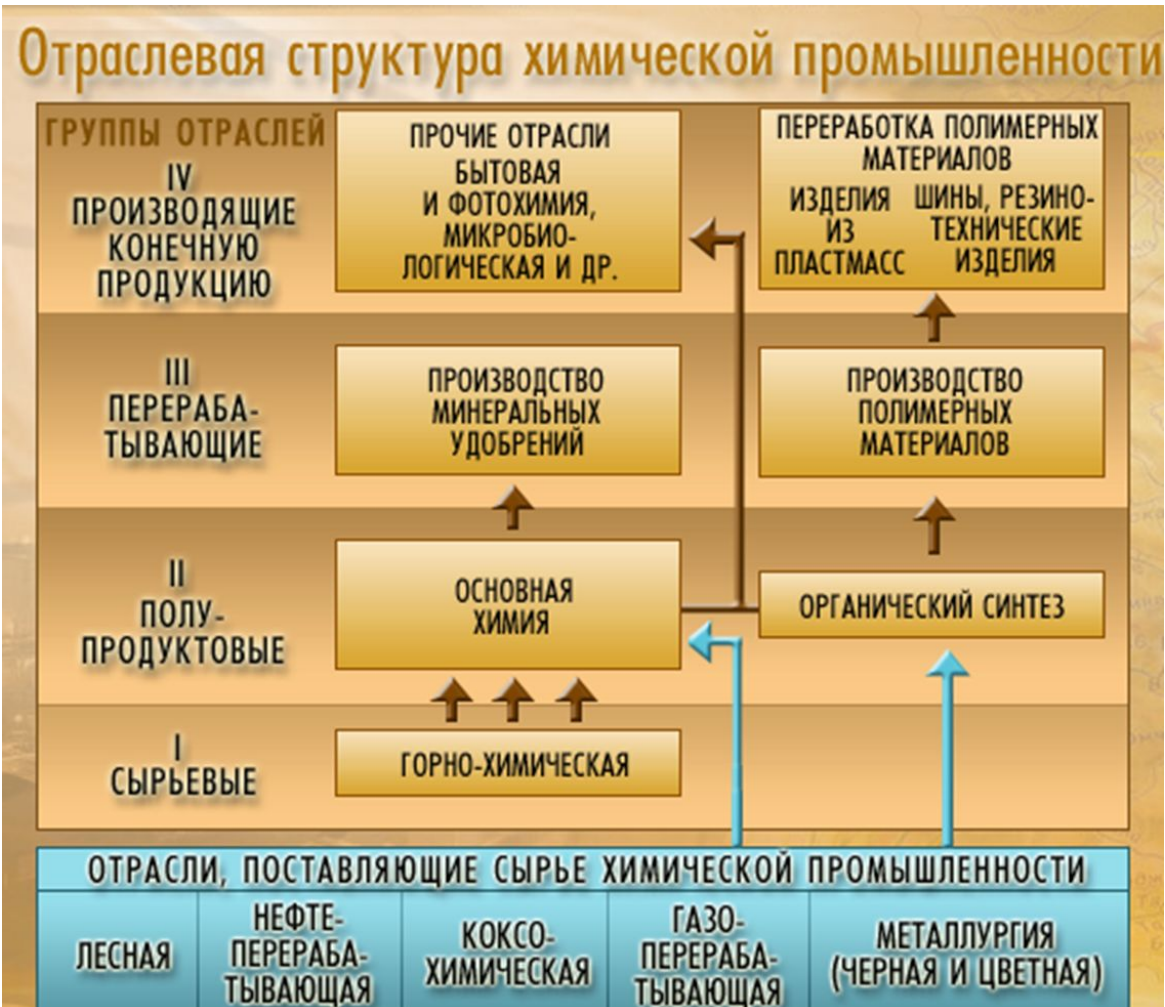 Отраслевая структура химической промышленности
ГРУППЫ ОТРАСЛЕЙ
IV
ПРОИЗВОДЯЩИЕ
КОНЕЧНУЮ
ПРОДУКЦИЮ
ПРОЧИЕ ОТРАСЛИ
БЫТОВАЯ
И ФОТОХИМИЯ,
МИКРОБИО-
ЛОГИЧЕСКАЯ И ДР.
ПЕРЕРАБОТКА ПОЛИМЕРНЫХ
МАТЕРИАЛОВ
ИЗДЕЛИЯ
ИЗ
ПЛАСТМАСС
ШИНЫ, РЕЗИНО-
ТЕХНИЧЕСКИЕ
ИЗДЕЛИЯ
III
ПЕРЕРАБА-
ТЫВАЮЩИЕ
ПРОИЗВОДСТВО
МИНЕРАЛЬНЫХ
УДОБРЕНИЙ
ПРОИЗВОДСТВО
ПОЛИМЕРНЫХ
МАТЕРИАЛОВ
II
ПОЛУ-
ПРОДУКТОВЫЕ
ОСНОВНАЯ
ХИМИЯ
ОРГАНИЧЕСКИЙ СИНТЕЗ
I
СЫРЬЕВЫЕ
ГОРНО-ХИМИЧЕСКАЯ
ОТРАСЛИ, ПОСТАВЛЯЮЩИЕ СЫРЬЕ ХИМИЧЕСКОЙ ПРОМЫШЛЕННОСТИ
ЛЕСНАЯ
НЕФТЕ-
ПЕРЕРАБА-
ТЫВАЮЩАЯ
КОКСО-
ХИМИЧЕСКАЯ
ГАЗО-
ПЕРЕРАБА-
ТЫВАЮЩАЯ
МЕТАЛЛУРГИЯ
(ЧЕРНАЯ И ЦВЕТНАЯ)